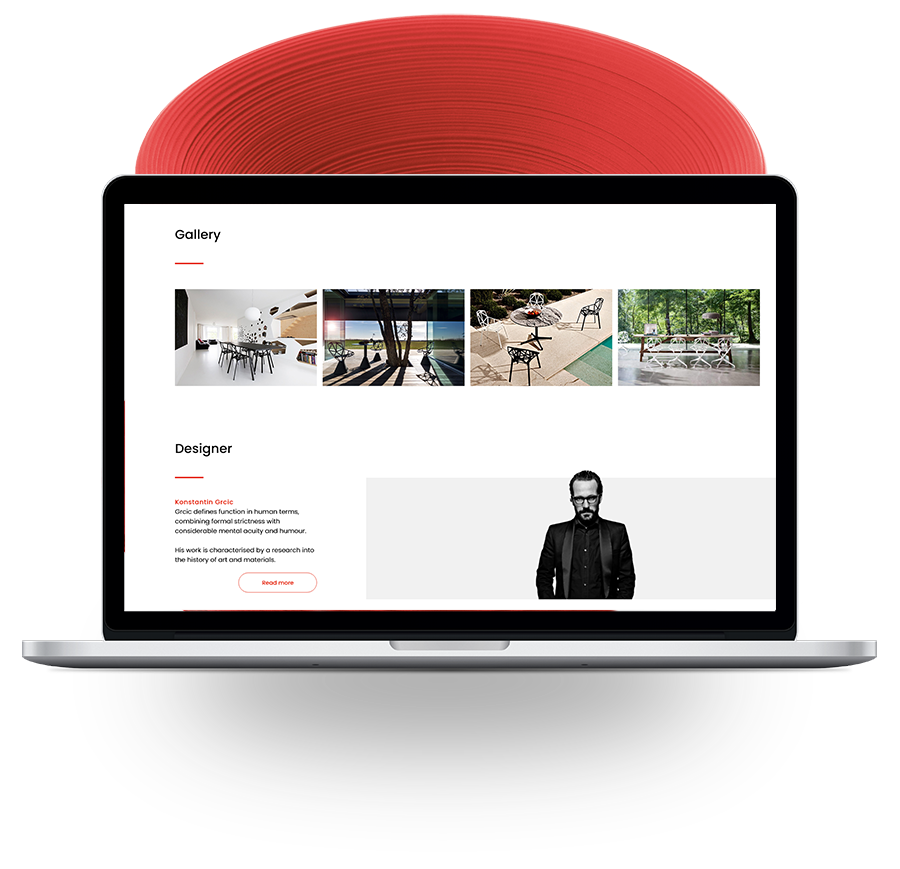 Gallery
Designer
Konstantin Grcic
Grcic defines function in human terms,
combining formal strictness with
considerable mental acuity and humour.
His work is characterised by a research into
the history of art and materials.
Read more